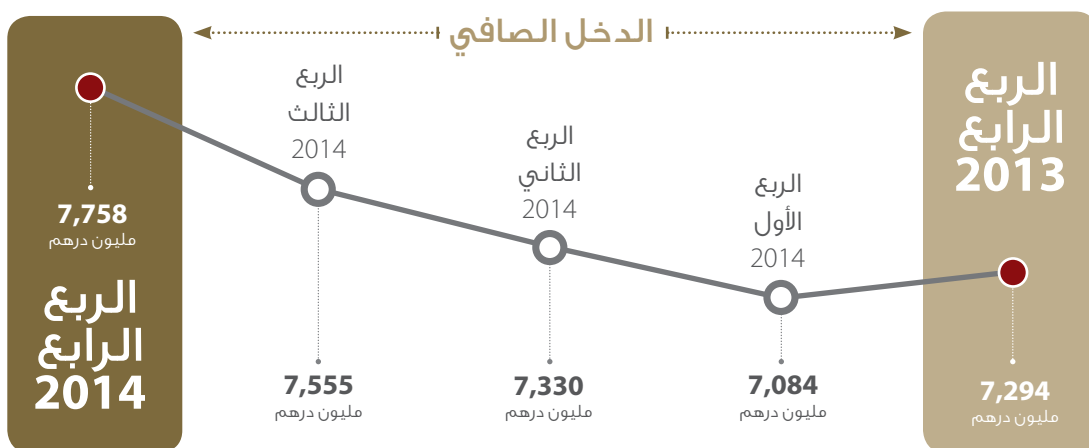 الدخل الصافي
الربع
الرابع
2013
7,294
مليون درهم
الربع
الأول
2014
7,084
مليون درهم
الربع
الثاني
2014
7,330
مليون درهم
الربع
الثالث
2014
7,555
مليون درهم
7,758
مليون درهم
الربع
الرابع
2014